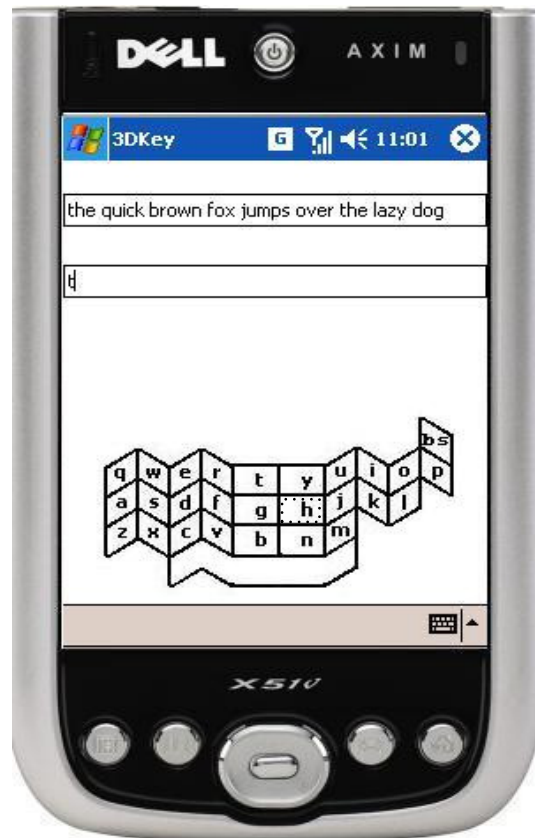 DELL AXIM
3DKey G 11:01
the quick brown fox jumps over the lazy dog
t
bs
q w e r t y u i o p
a s d f g h j k l
z x c v b n m
X51v